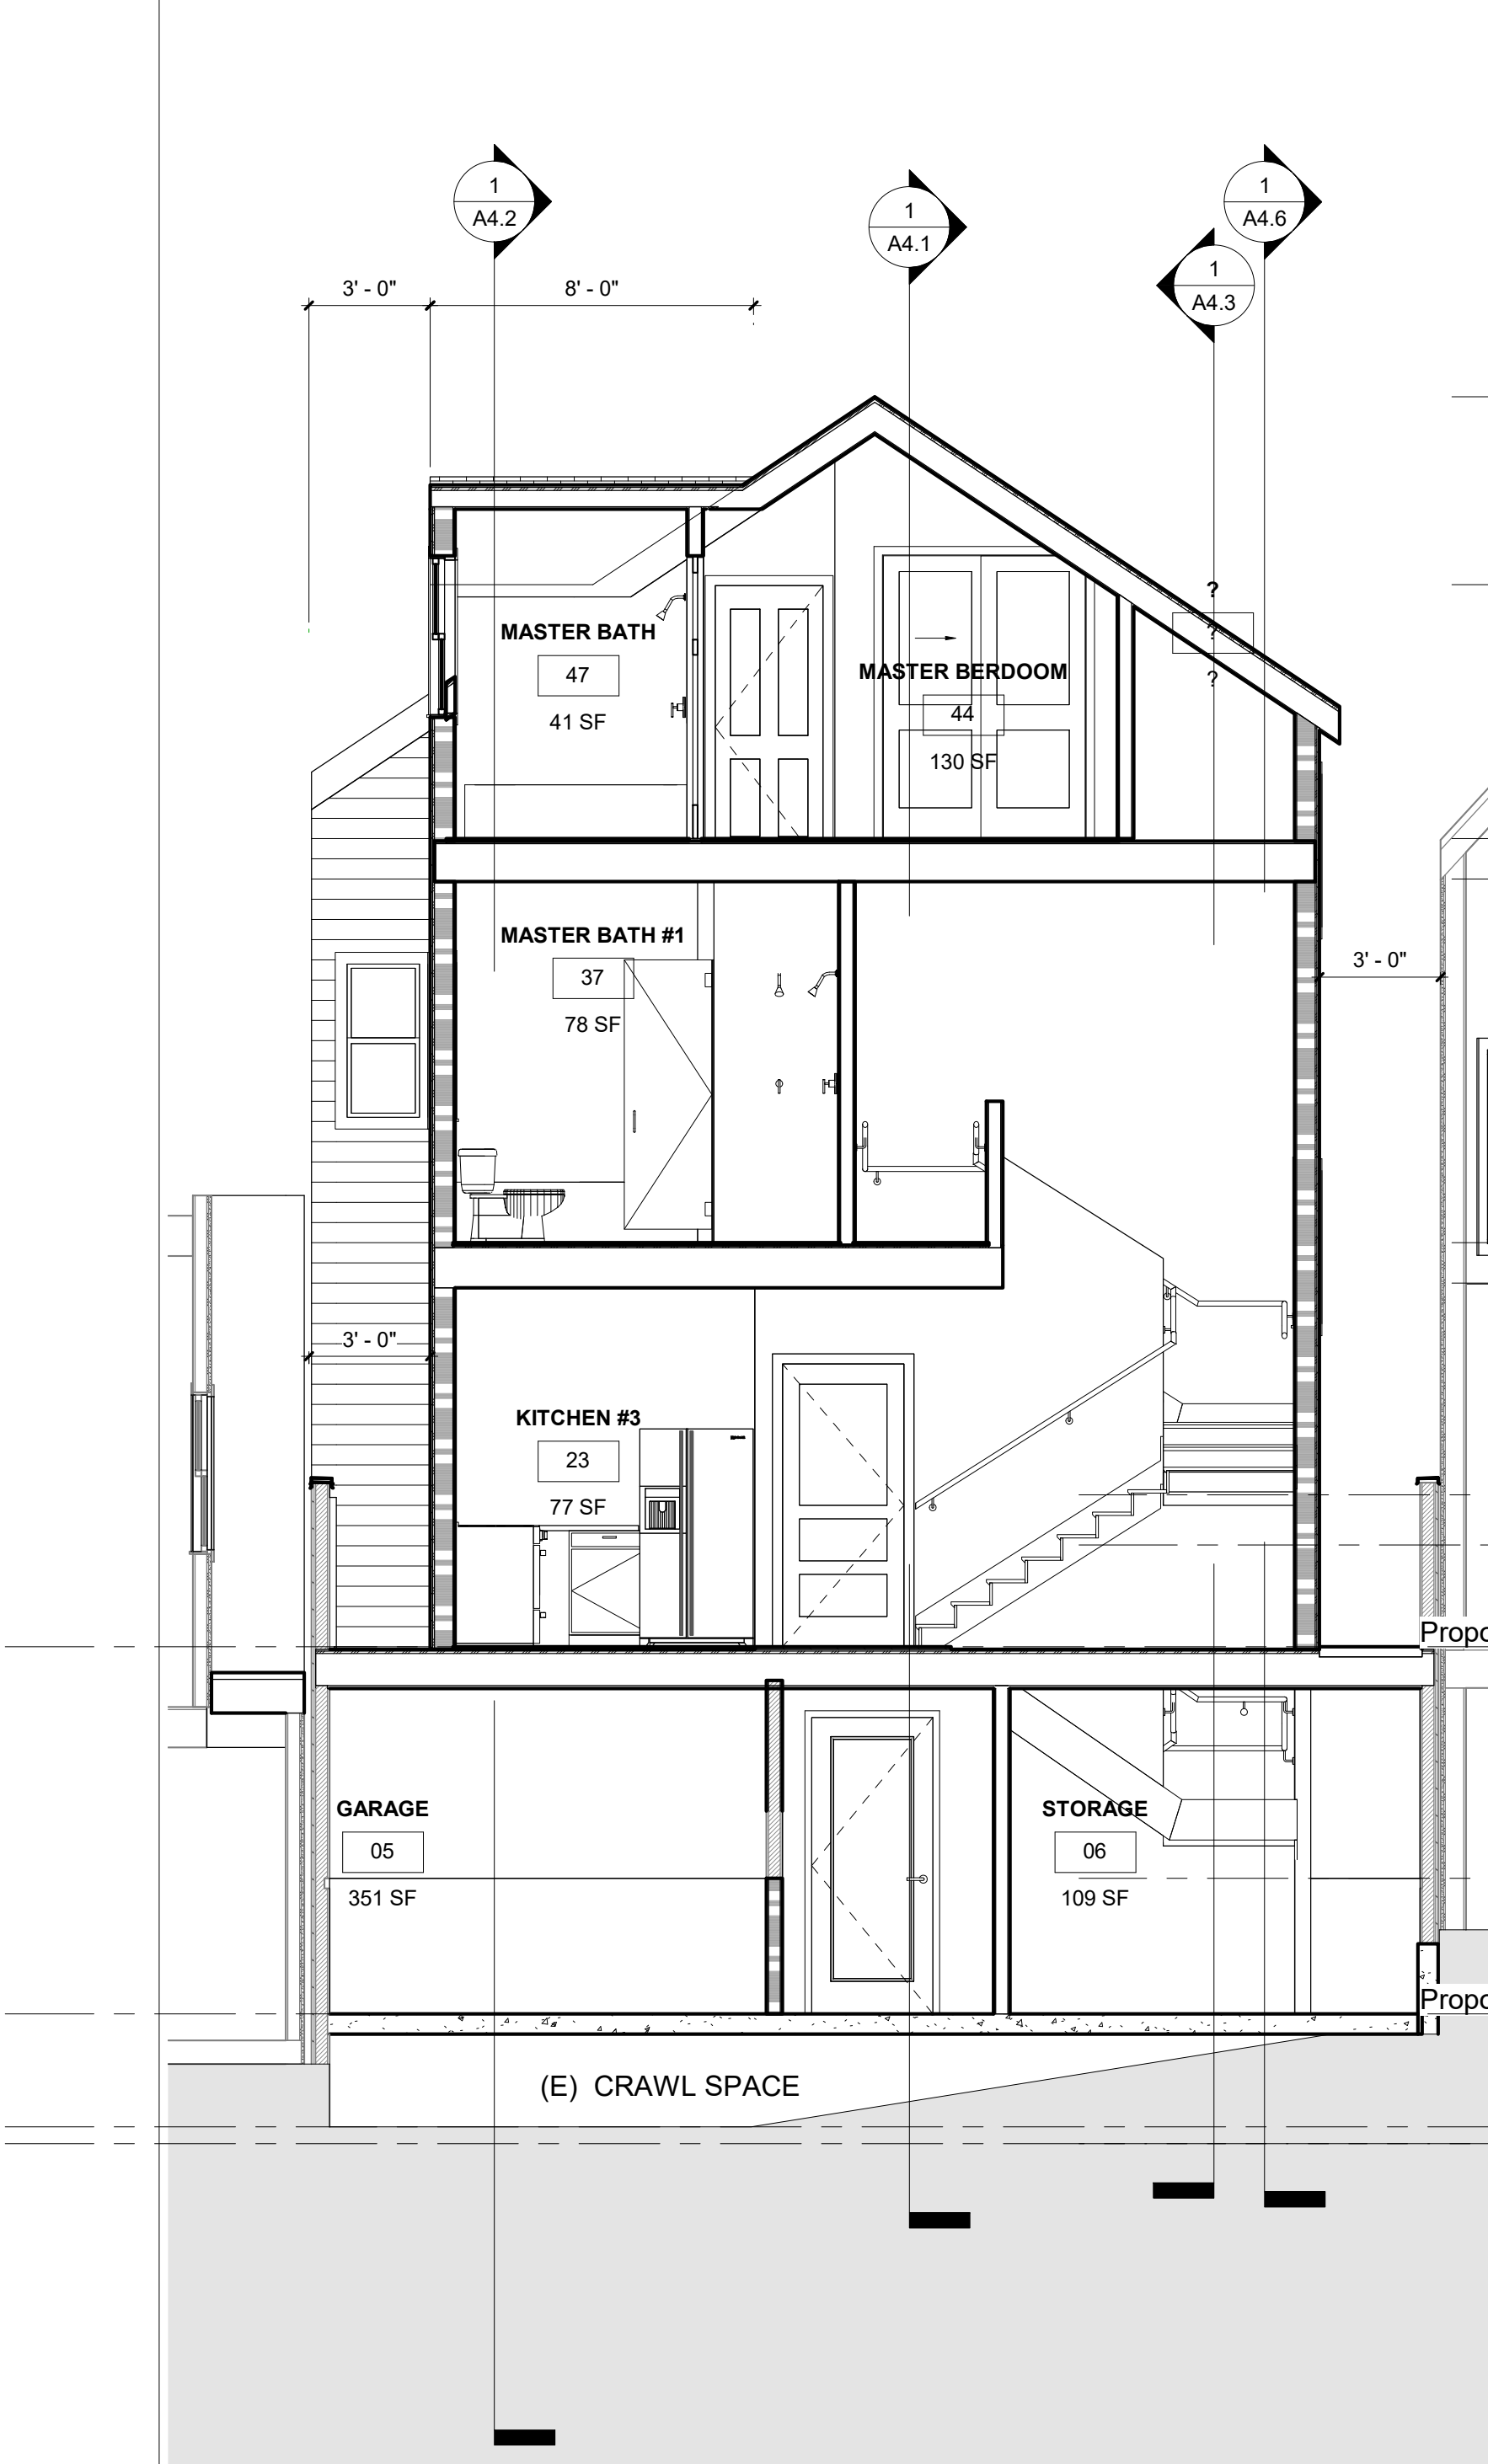 1
A4.2
1
A4.1
1
A4.6
1
A4.3
3' - 0"
8' - 0"
?
?
?
MASTER BATH
47
41 SF
MASTER BERDOOM
44
130 SF
MASTER BATH #1
37
78 SF
3' - 0"
3' - 0"
KITCHEN #3
23
77 SF
Propo
GARAGE
05
351 SF
STORAGE
06
109 SF
Propo
(E) CRAWL SPACE